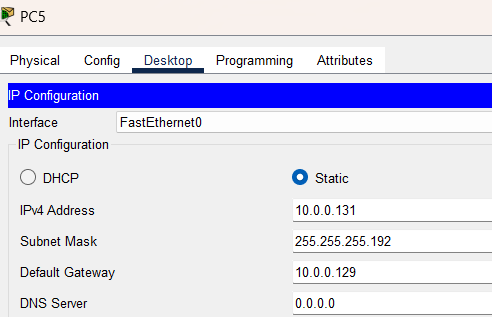 PC5
Physical Config Desktop Programming Attributes
IP Configuration
Interface FastEthernet0
IP Configuration
DHCP Static
IPv4 Address 10.0.0.131
Subnet Mask 255.255.255.192
Default Gateway 10.0.0.129
DNS Server 0.0.0.0